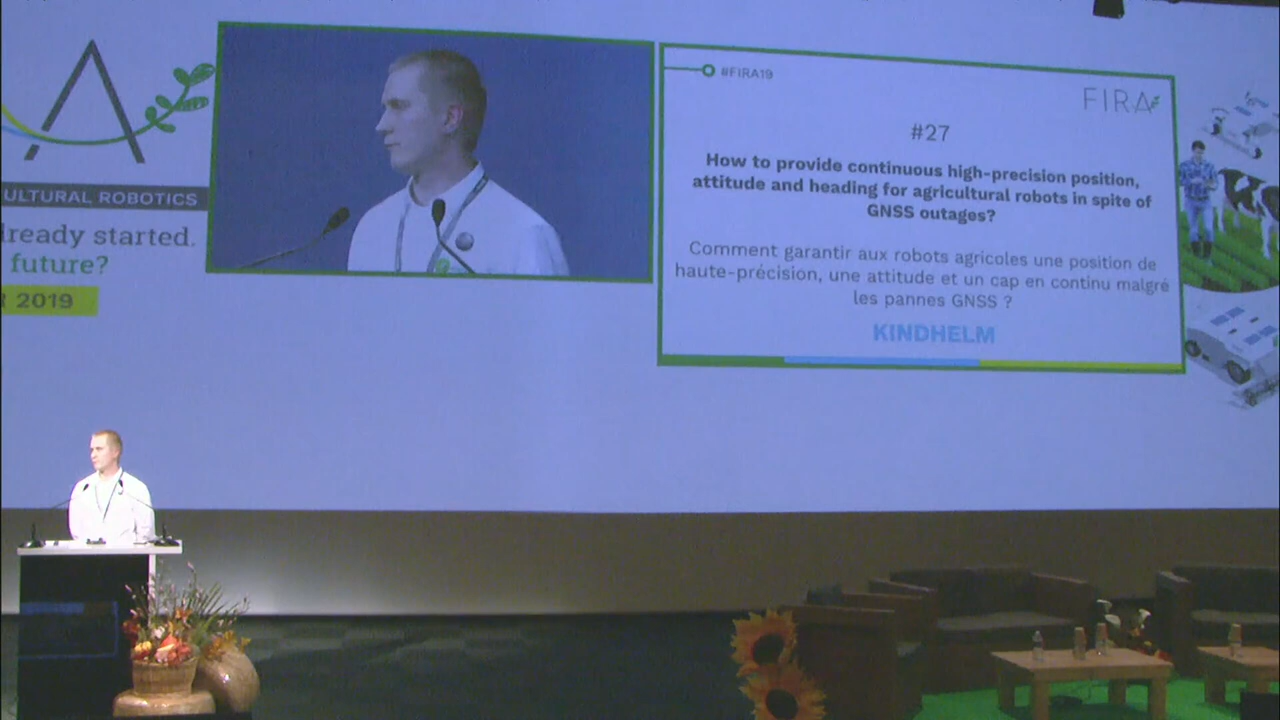 ULTURAL ROBOTICS
lready started.
future?
R 2019
#FIRA19
FIRA
#27
How to provide continuous high-precision position,
attitude and heading for agricultural robots in spite of
GNSS outages?
Comment garantir aux robots agricoles une position de
haute-précision, une attitude et un cap en continu malgré
les pannes GNSS ?
KINDHELM